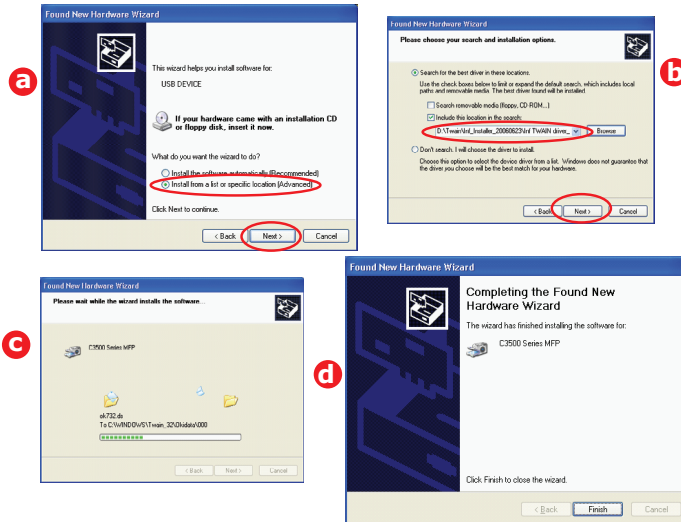 a
Found New Hardware Wizard
This wizard helps you install software for:
USB DEVICE
If your hardware came with an installation CD
or floppy disk, insert it now.
What do you want the wizard to do?
Install the software automatically (Recommended)
Install from a list or specific location (Advanced)
Click Next to continue.
< Back Next > Cancel
b
Found New Hardware Wizard
Please choose your search and installation options.
Search for the best driver in these locations.
Use the check boxes below to limit or expand the default search, which includes local
paths and removable media. The best driver found will be installed.
Search removable media (floppy, CD-ROM...)
Include this location in the search:
D:\Twain\Inf_Installer_20060623\Inf TWAIN driver_ Browse
Don't search. I will choose the driver to install.
Choose this option to select the device driver from a list. Windows does not guarantee that
the driver you choose will be the best match for your hardware.
< Back Next > Cancel
c
Found New Hardware Wizard
Please wait while the wizard installs the software...
C3500 Series MFP
ok732.ds
To C:\WINDOWS\Twain_32\Okidata\000
< Back Next > Cancel
d
Found New Hardware Wizard
Completing the Found New
Hardware Wizard
The wizard has finished installing the software for:
C3500 Series MFP
Click Finish to close the wizard.
< Back Finish Cancel